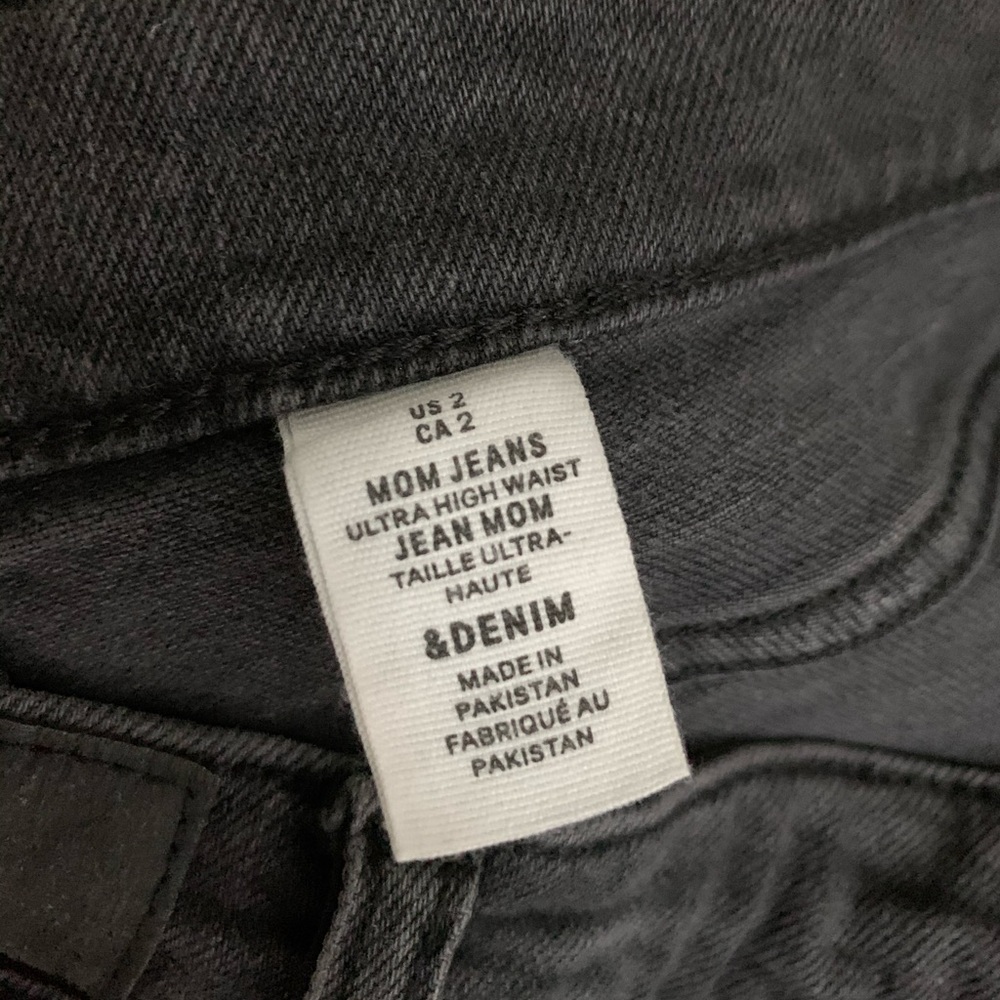 US 2
CA 2
MOM JEANS
ULTRA HIGH WAIST
JEAN MOM
TAILLE ULTRA-
HAUTE
&DENIM
MADE IN
PAKISTAN
FABRIQUÉ AU
PAKISTAN